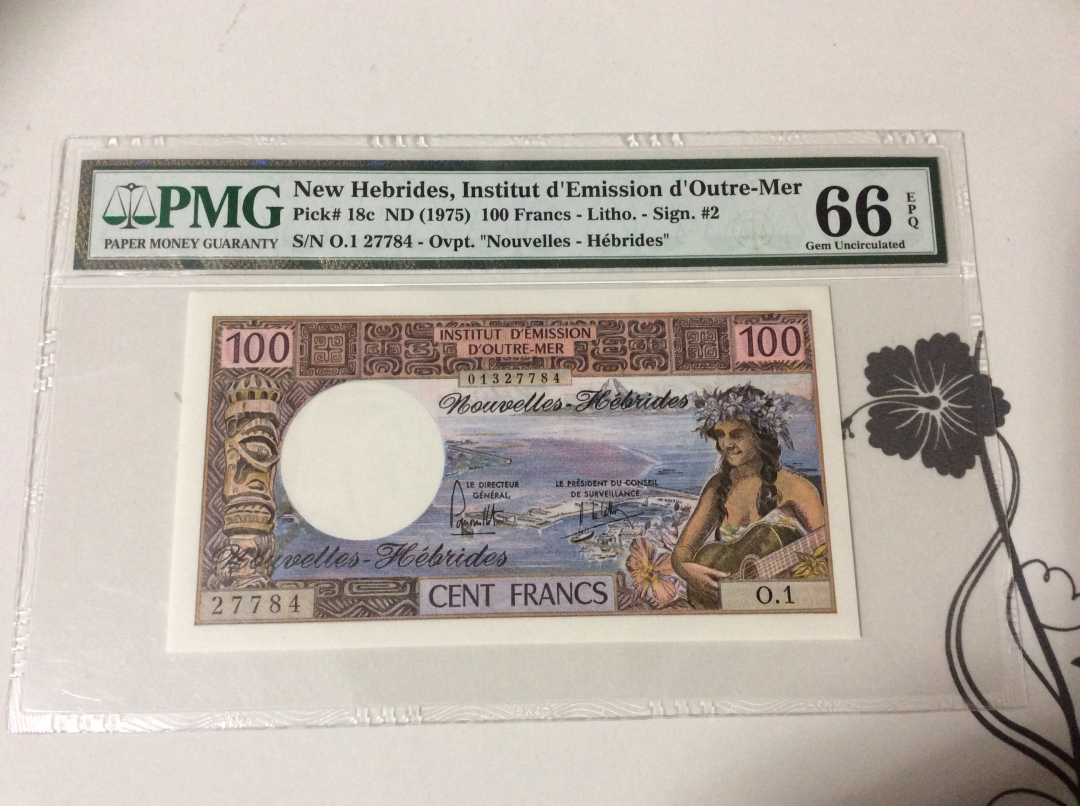 PMG
PAPER MONEY GUARANTY
New Hebrides, Institut d'Emission d'Outre-Mer
Pick# 18c ND (1975) 100 Francs - Litho. - Sign. #2
S/N O.1 27784 - Ovpt. "Nouvelles - Hébrides"
66
EPQ
Gem Uncirculated
100
INSTITUT D'ÉMISSION
D'OUTRE-MER
100
01327784
Nouvelles-Hébrides
LE DIRECTEUR
GÉNÉRAL,
LE PRÉSIDENT DU CONSEIL
DE SURVEILLANCE,
Nouvelles-Hébrides
27784
CENT FRANCS
O.1